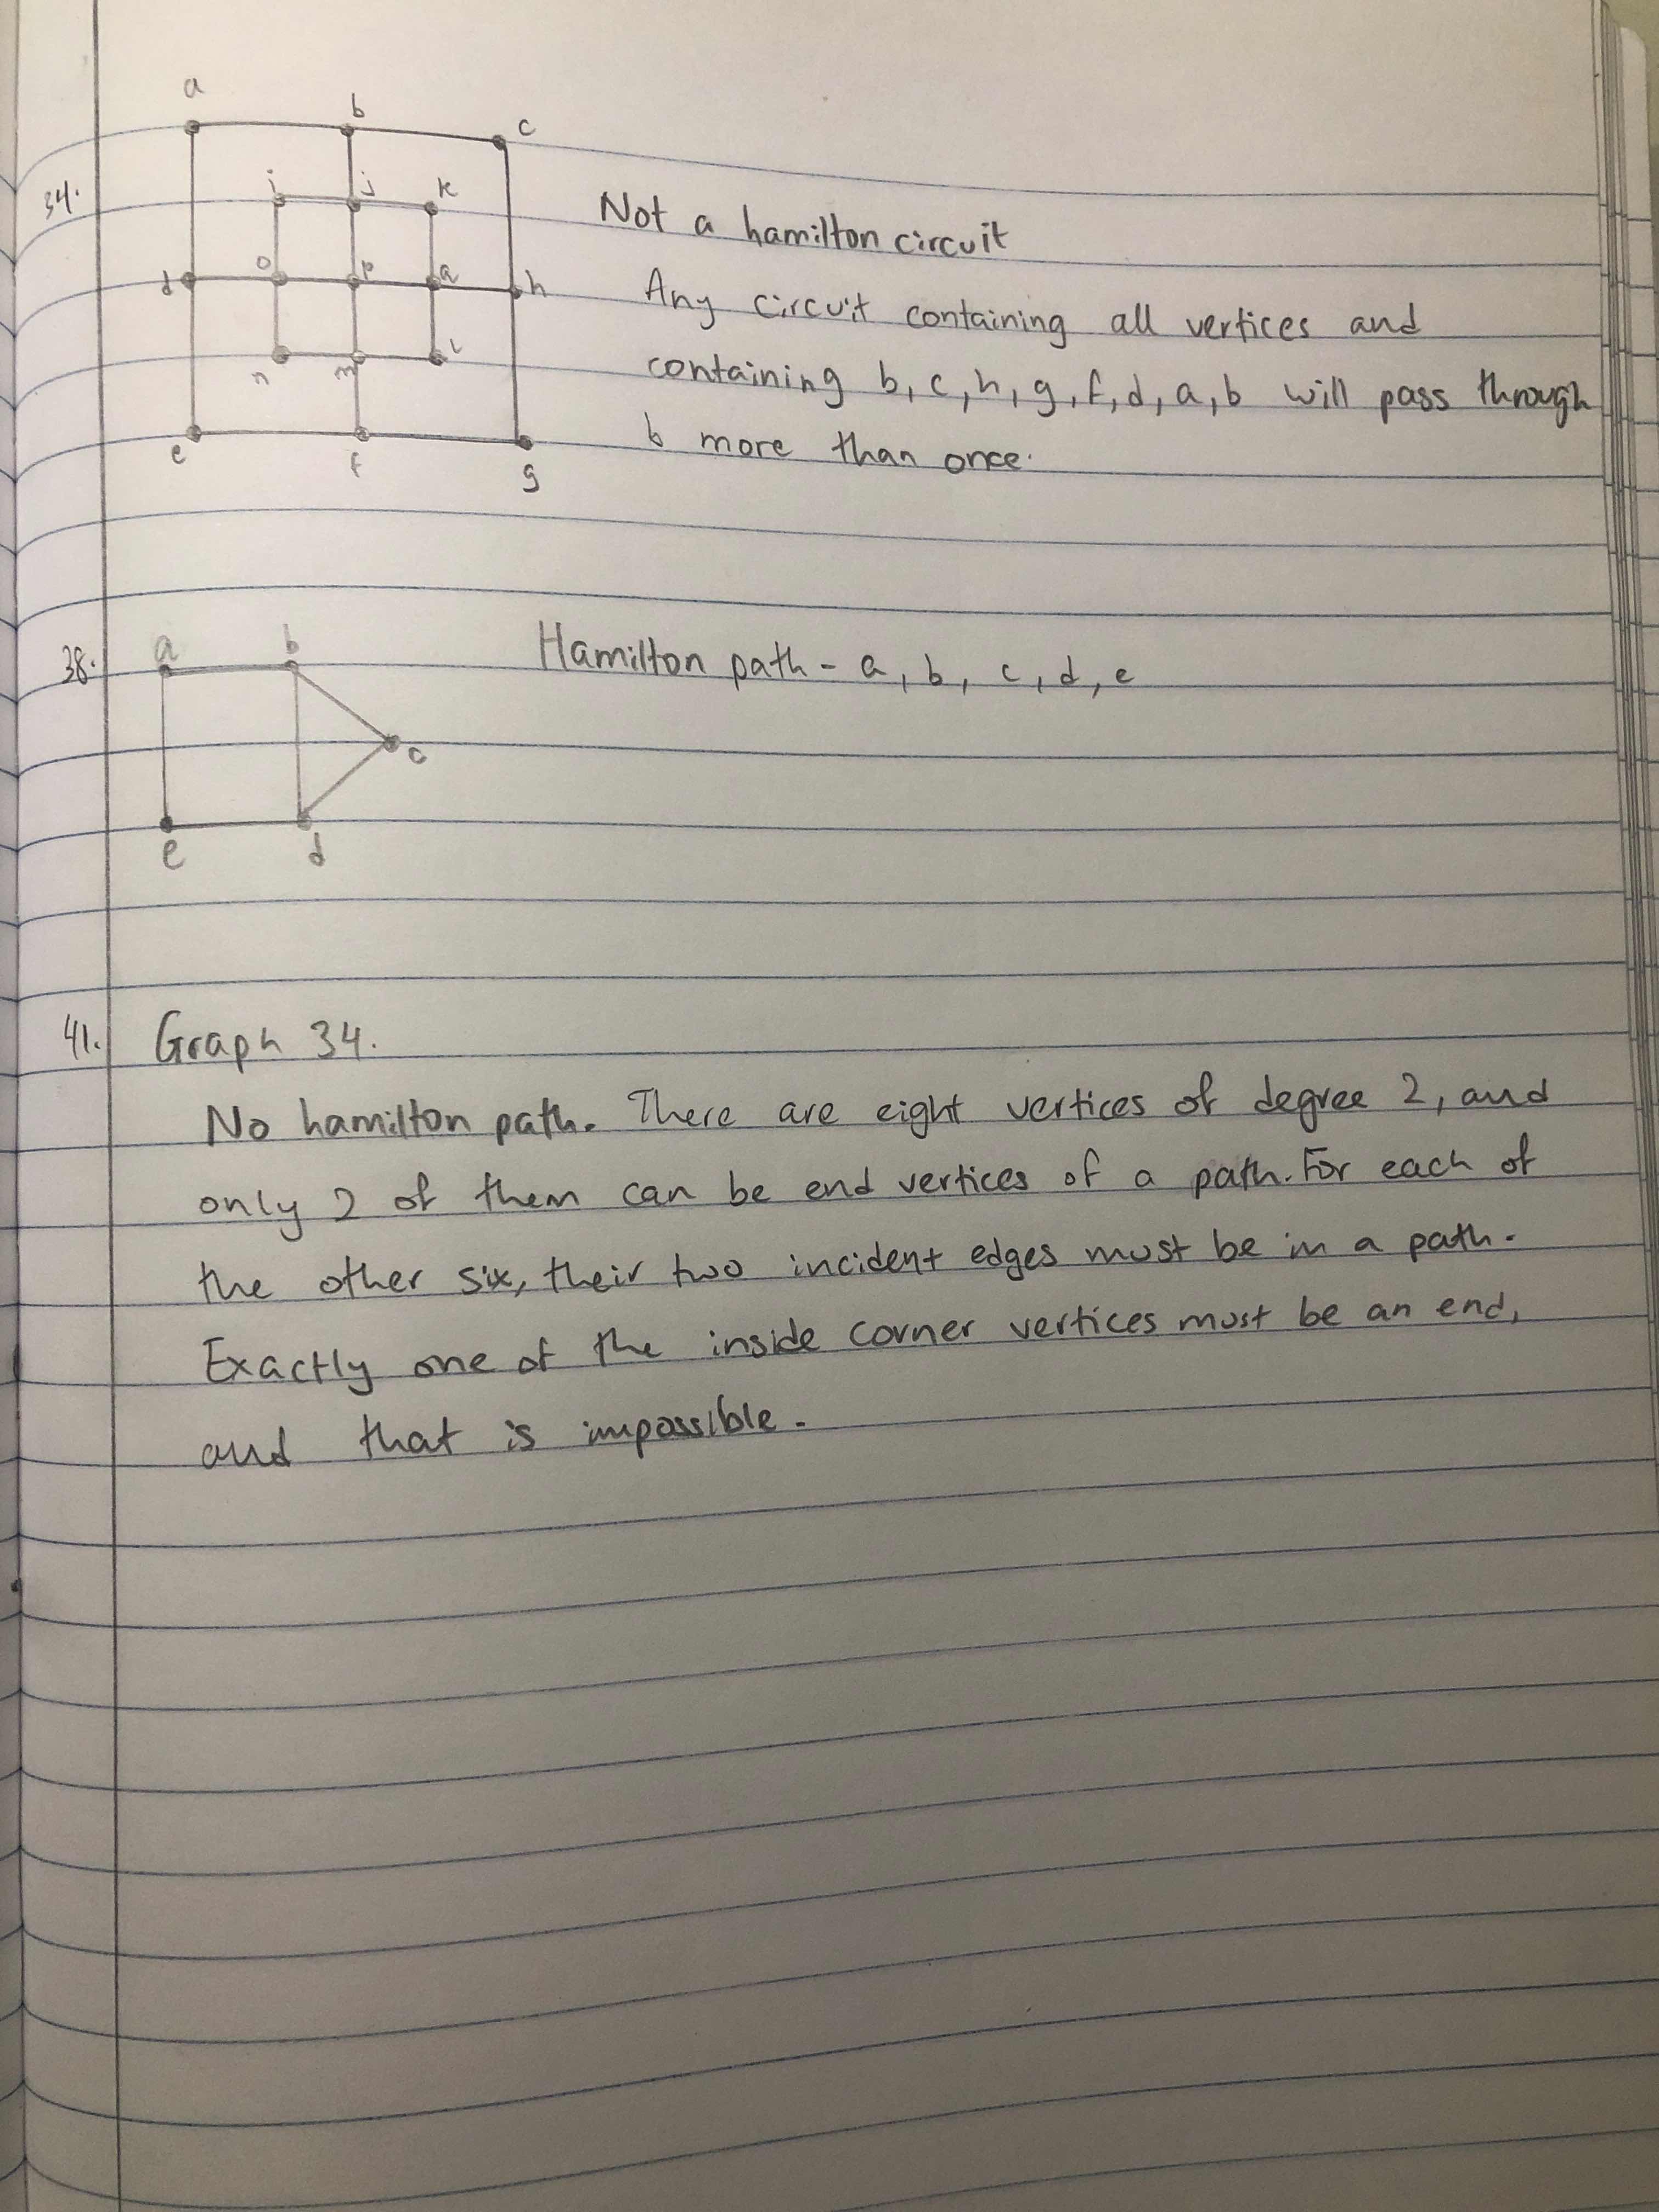 a
b
c
34.
i
j
k
Not a hamilton circuit
d
o
p
q
h
Any circuit containing all vertices and
n
m
l
containing b, c, h, g, f, d, a, b will pass through
b more than once.
e
f
g
38.
a
b
Hamilton path - a, b, c, d, e
c
e
d
41.
Graph 34.
No hamilton path. There are eight vertices of degree 2, and
only 2 of them can be end vertices of a path. For each of
the other six, their two incident edges must be in a path.
Exactly one of the inside corner vertices must be an end,
and that is impossible.